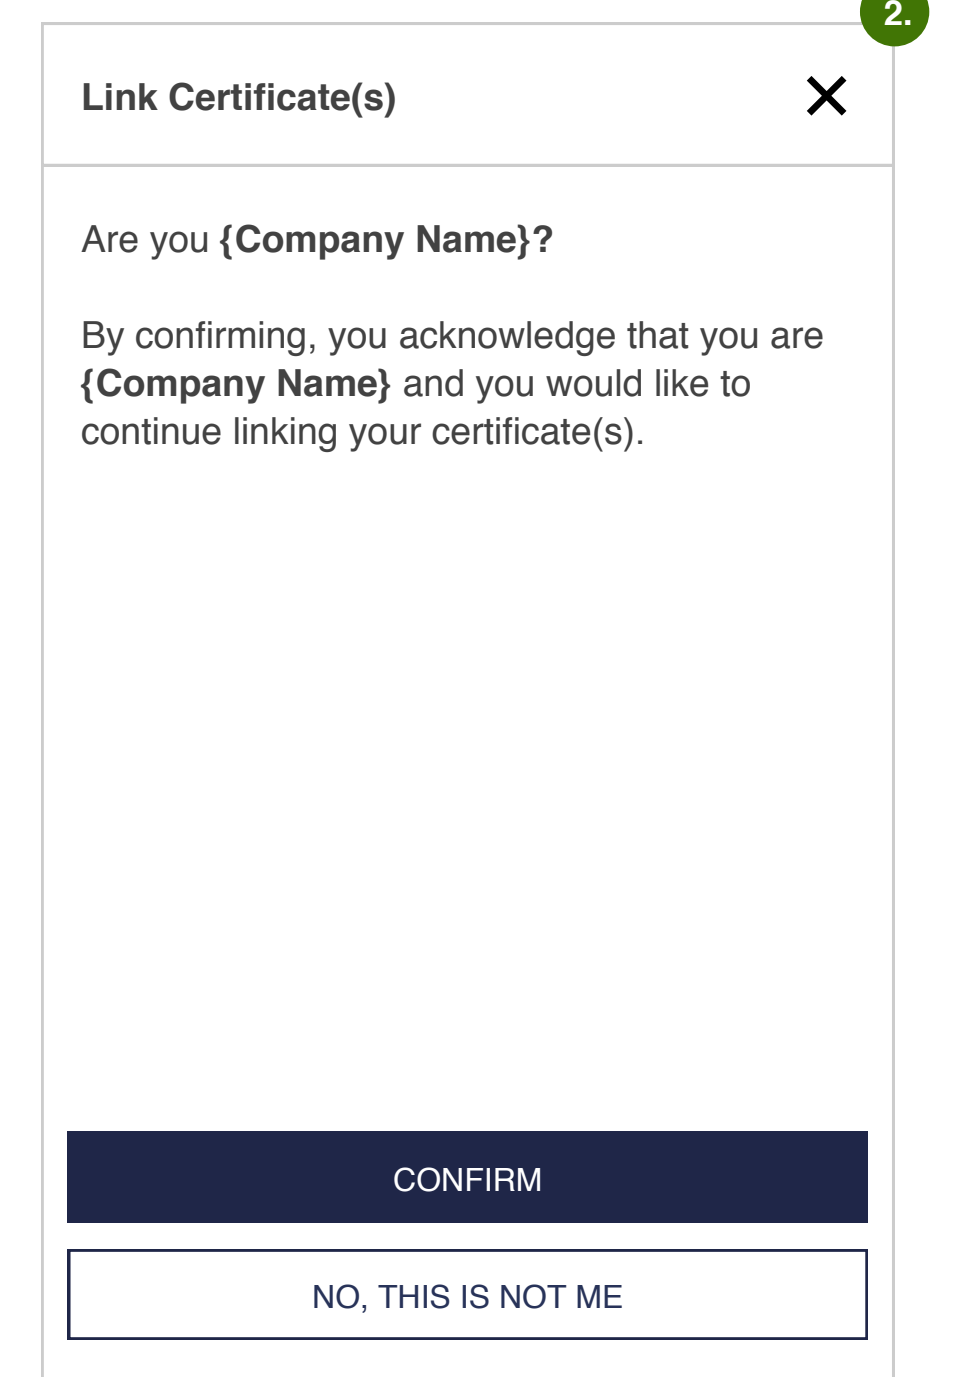 2.
Link Certificate(s)
Are you {Company Name}?
By confirming, you acknowledge that you are
{Company Name} and you would like to
continue linking your certificate(s).
CONFIRM
NO, THIS IS NOT ME